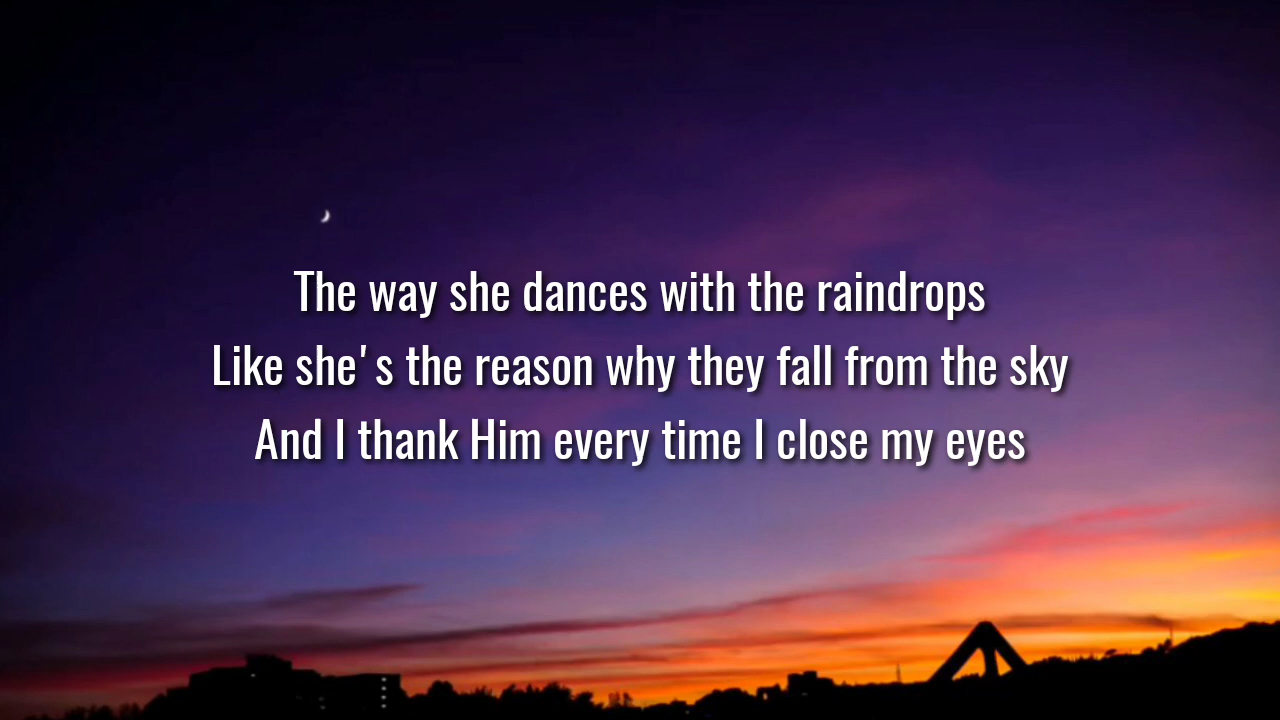 The way she dances with the raindrops
Like she's the reason why they fall from the sky
And I thank Him every time I close my eyes